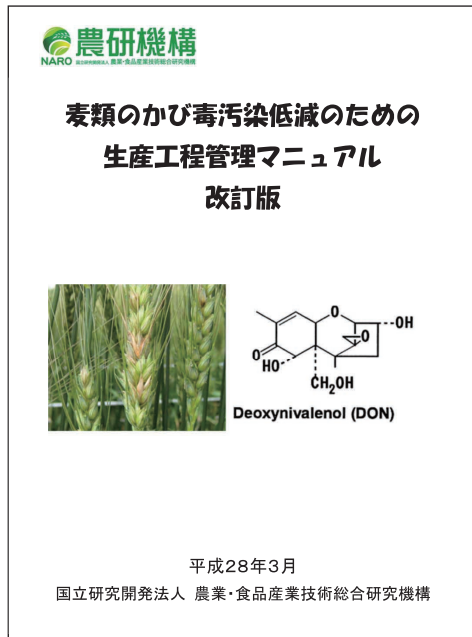 農研機構
NARO 国立研究開発法人 農業・食品産業技術総合研究機構
麦類のかび毒汚染低減のための
生産工程管理マニュアル
改訂版
O
OH
O
O
HO
CH2OH
Deoxynivalenol (DON)
平成28年3月
国立研究開発法人 農業・食品産業技術総合研究機構